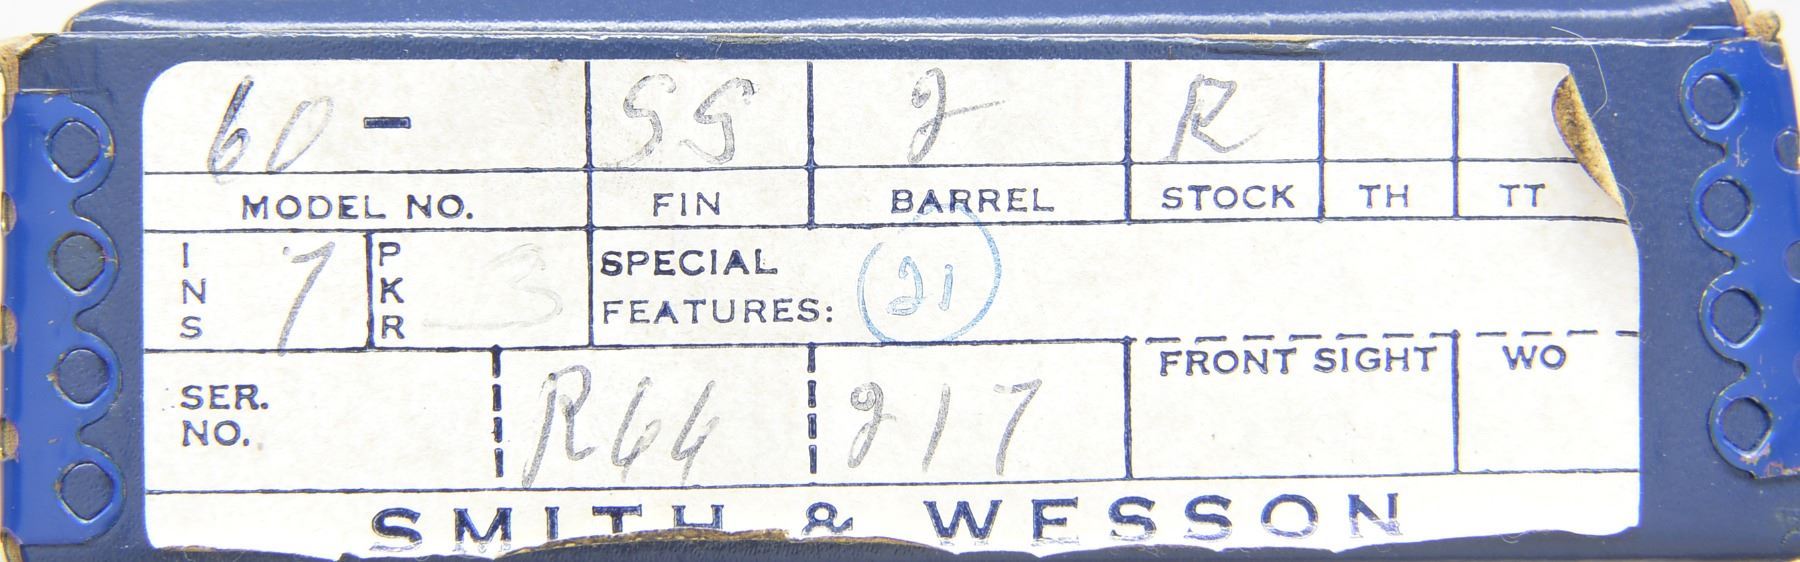 60 - SS 2 R
MODEL NO. FIN BARREL STOCK TH TT
INS 7 PKR 3 SPECIAL FEATURES: 21
FRONT SIGHT WO
SER. NO. R66 217
SMITH & WESSON